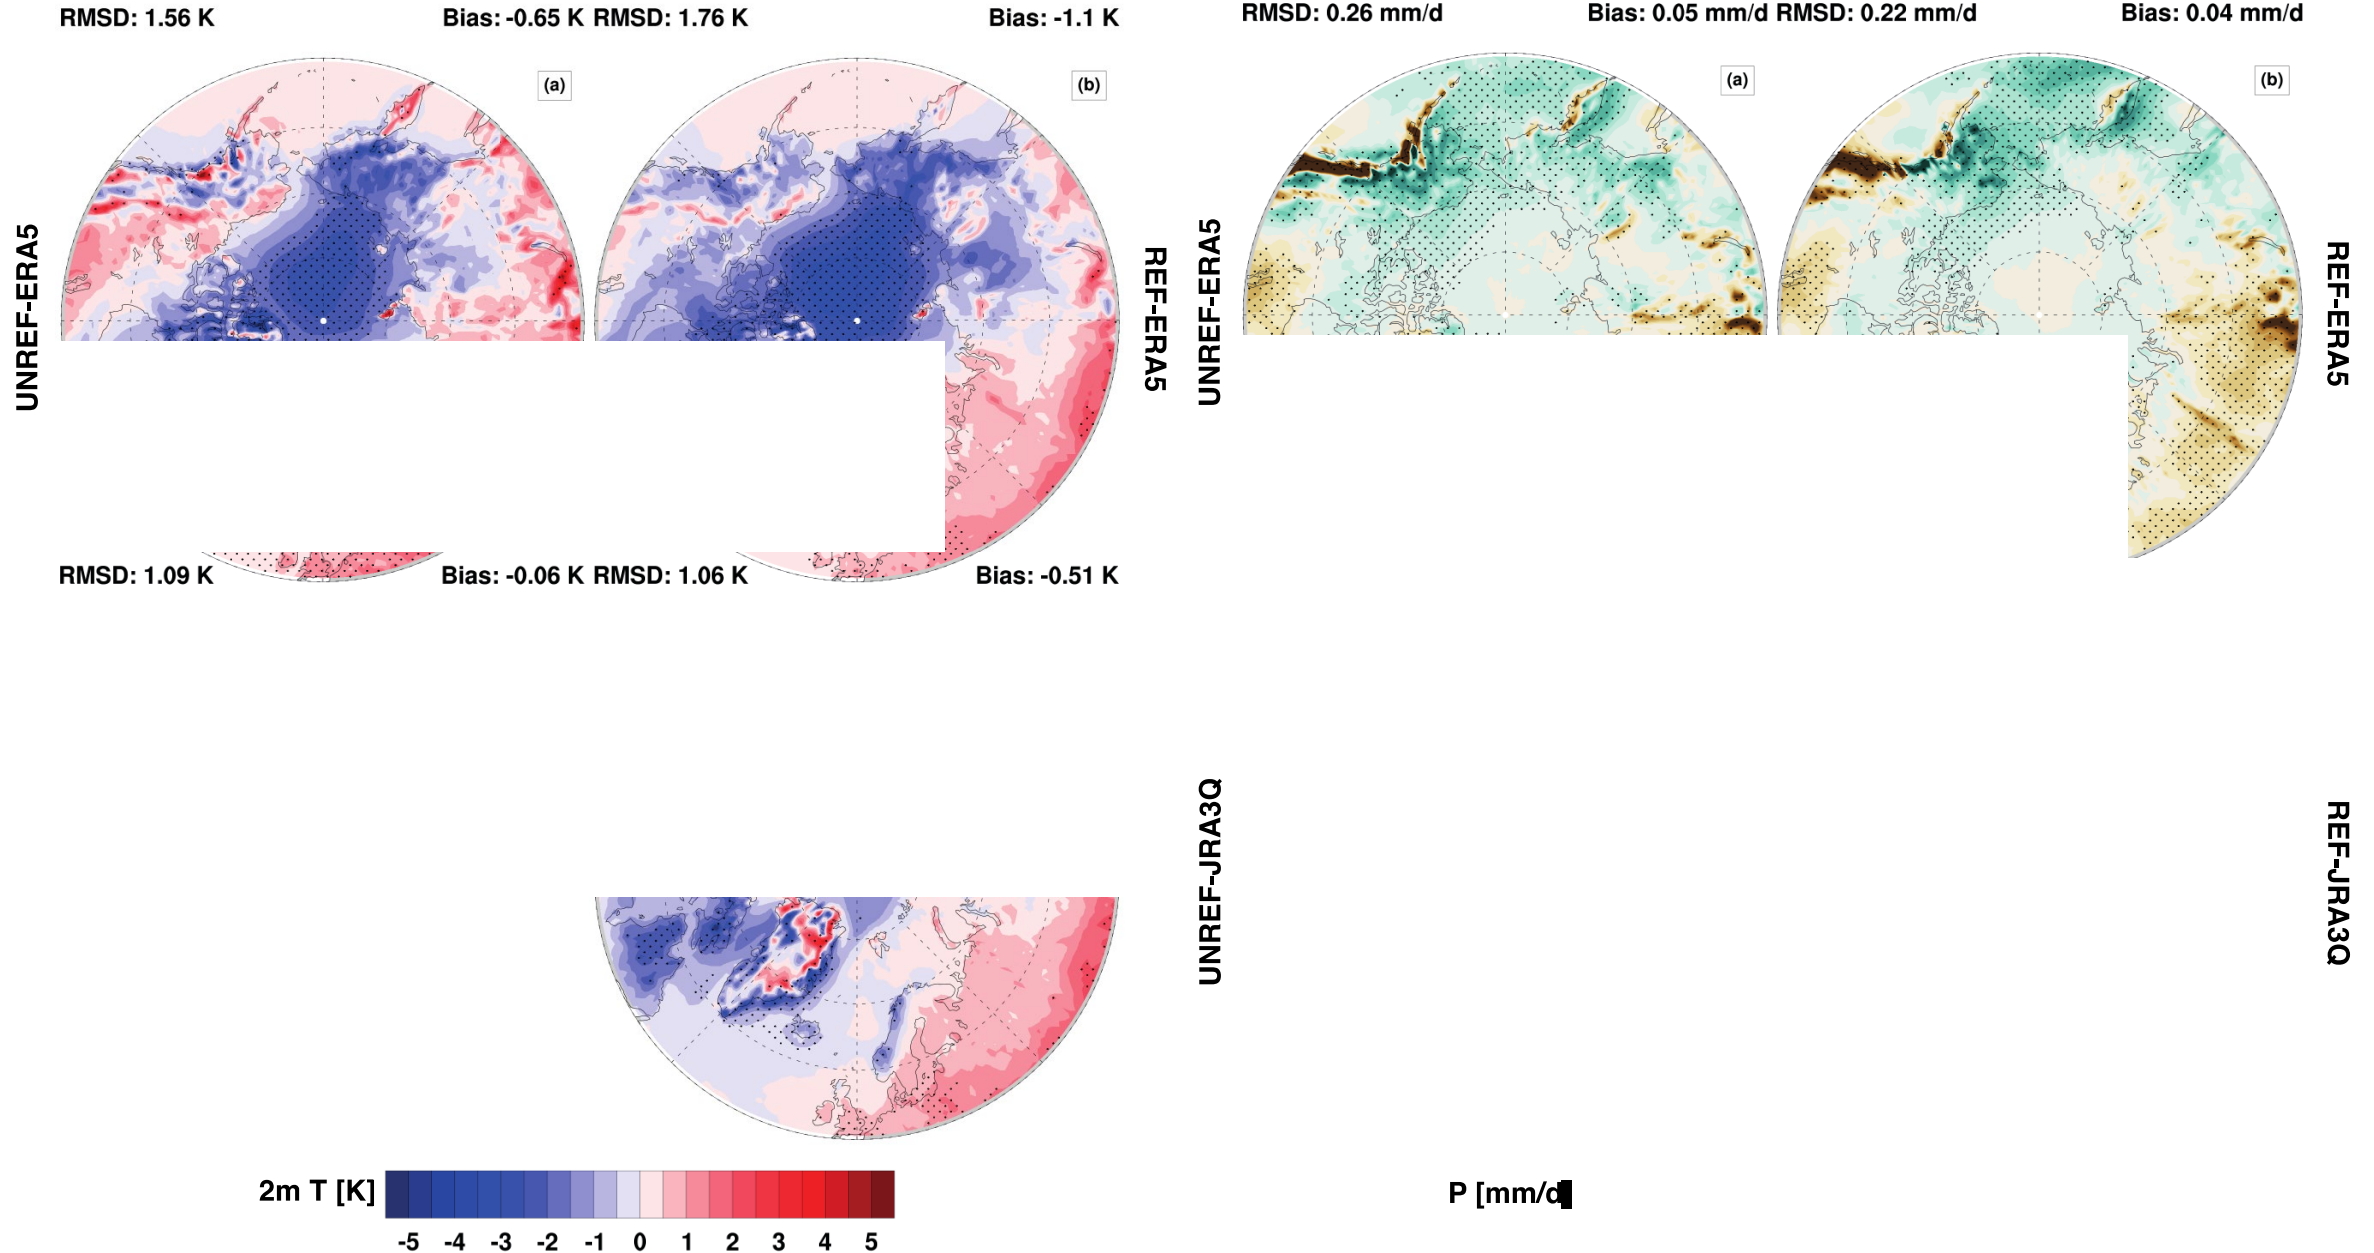 RMSD: 1.56 K Bias: -0.65 K RMSD: 1.76 K Bias: -1.1 K
RMSD: 0.26 mm/d Bias: 0.05 mm/d RMSD: 0.22 mm/d Bias: 0.04 mm/d
(a)
(b)
(a)
(b)
UNREF-ERA5
REF-ERA5
UNREF-ERA5
REF-ERA5
RMSD: 1.09 K Bias: -0.06 K RMSD: 1.06 K Bias: -0.51 K
UNREF-JRA3Q
REF-JRA3Q
2m T [K]
-5 -4 -3 -2 -1 0 1 2 3 4 5
P [mm/d